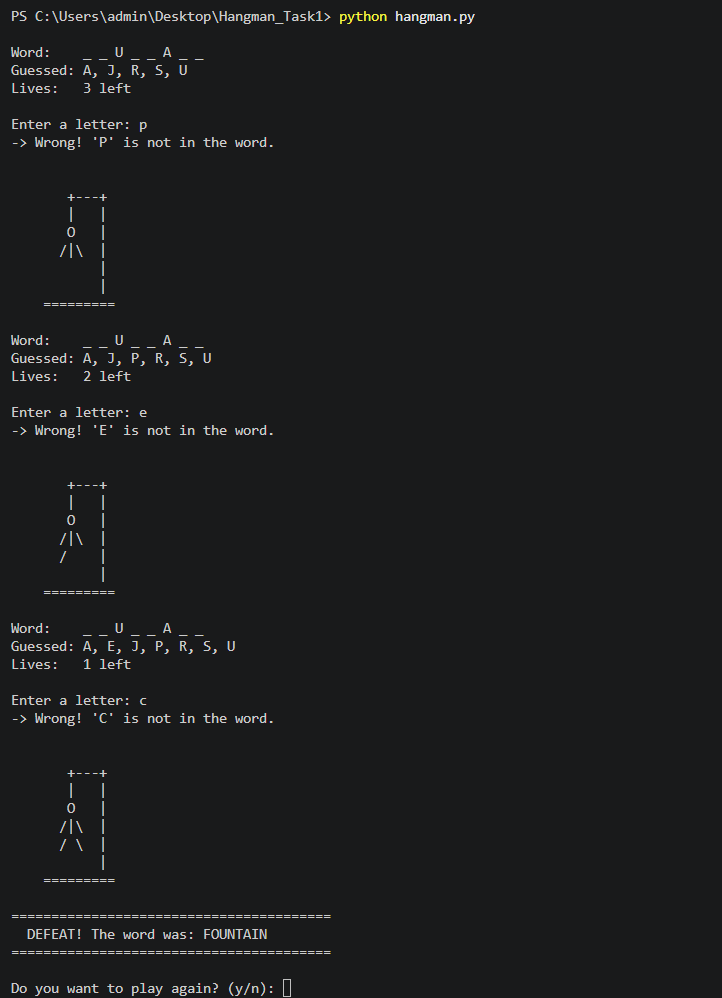 PS C:\Users\admin\Desktop\Hangman_Task1> python hangman.py

Word:    _ _ U _ _ A _ _
Guessed: A, J, R, S, U
Lives:   3 left

Enter a letter: p
-> Wrong! 'P' is not in the word.


       +---+
       |   |
       O   |
      /|\  |
           |
           |
    =========

Word:    _ _ U _ _ A _ _
Guessed: A, J, P, R, S, U
Lives:   2 left

Enter a letter: e
-> Wrong! 'E' is not in the word.


       +---+
       |   |
       O   |
      /|\  |
      /    |
           |
    =========

Word:    _ _ U _ _ A _ _
Guessed: A, E, J, P, R, S, U
Lives:   1 left

Enter a letter: c
-> Wrong! 'C' is not in the word.


       +---+
       |   |
       O   |
      /|\  |
      / \  |
           |
    =========

========================================
  DEFEAT! The word was: FOUNTAIN
========================================

Do you want to play again? (y/n):